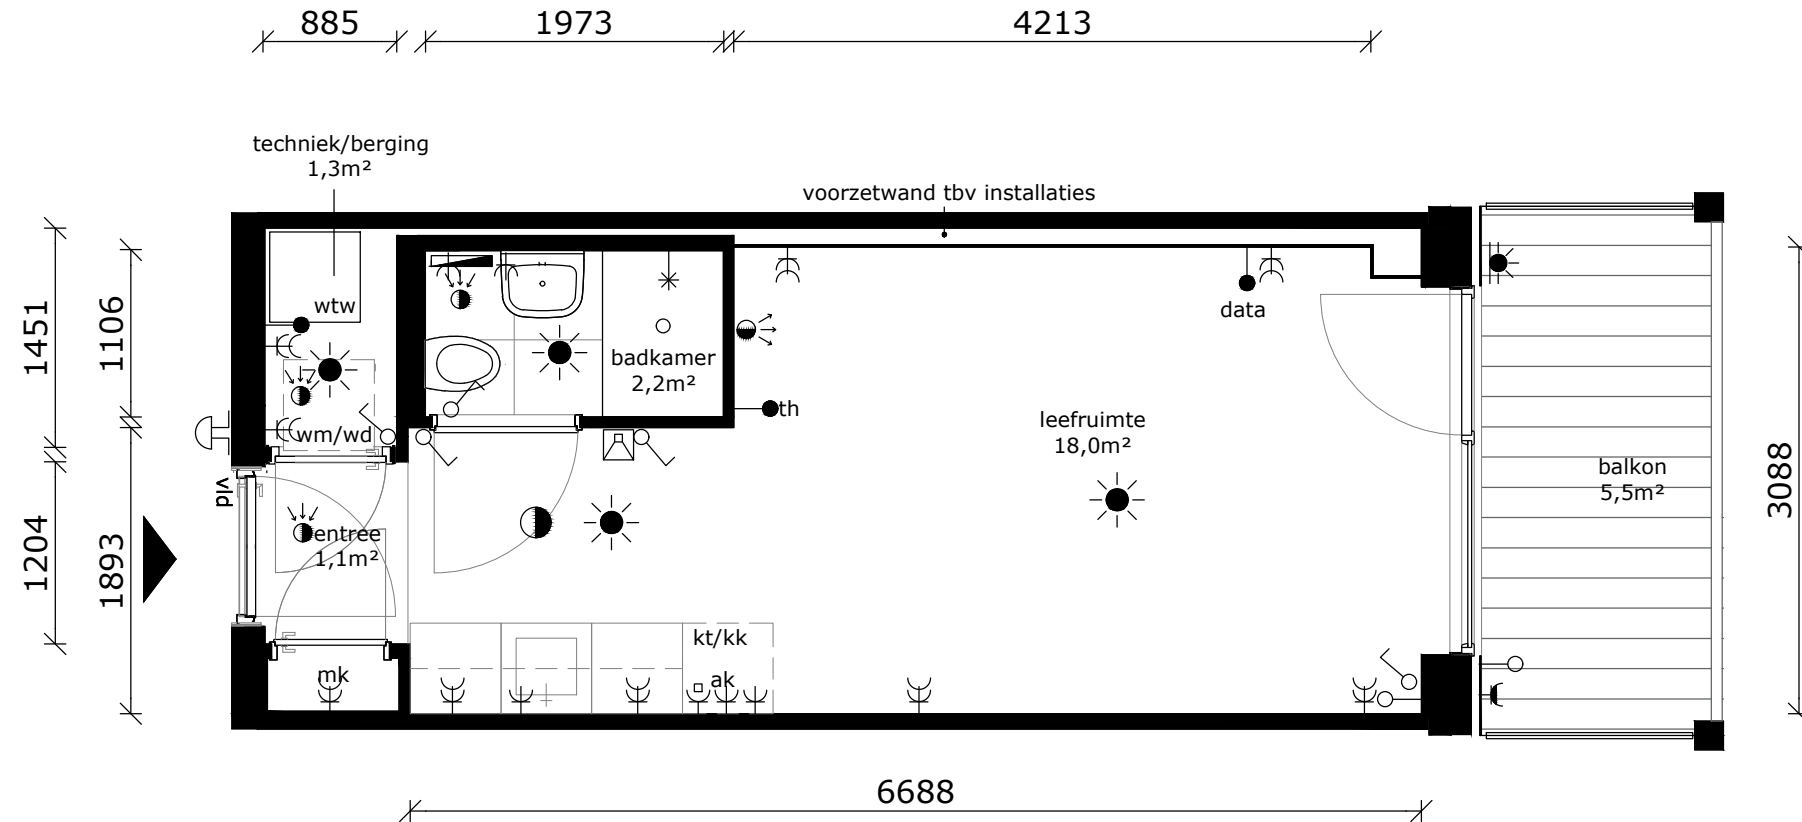 885
1973
4213
techniek/berging
1,3m²
voorzetwand tbv installaties
1451
1106
wtw
data
badkamer
2,2m²
th
wm/wd
leefruimte
18,0m²
balkon
5,5m²
3088
vld
entree
1,1m²
1204
1893
kt/kk
mk
ak
6688